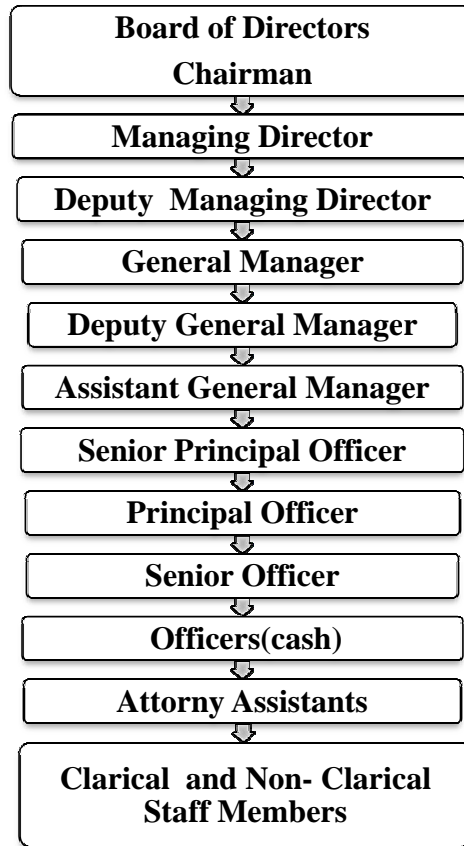 Board of Directors
Chairman
Managing Director
Deputy Managing Director
General Manager
Deputy General Manager
Assistant General Manager
Senior Principal Officer
Principal Officer
Senior Officer
Officers(cash)
Attorny Assistants
Clarical and Non- Clarical
Staff Members